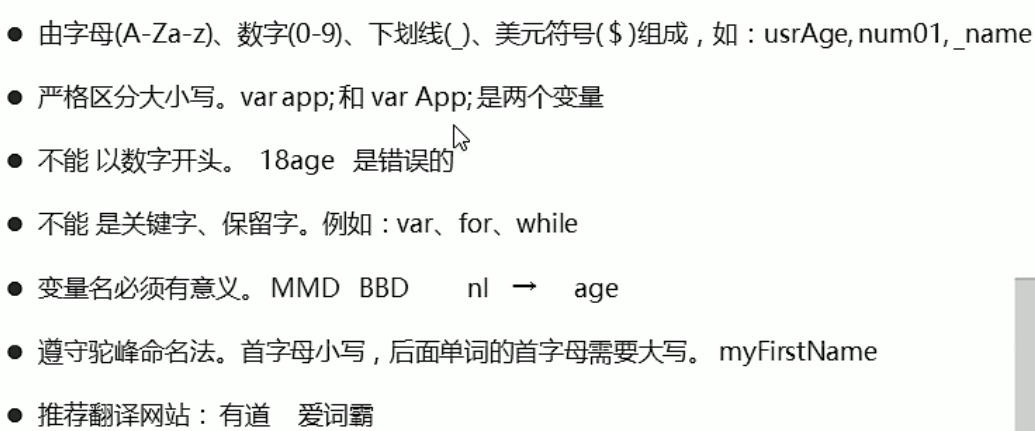 ● 由字母(A-Za-z)、数字(0-9)、下划线(_)、美元符号( $ )组成，如：usrAge, num01, _name
● 严格区分大小写。var app; 和 var App; 是两个变量
● 不能 以数字开头。 18age 是错误的
● 不能 是关键字、保留字。例如：var、for、while
● 变量名必须有意义。 MMD BBD nl → age
● 遵守驼峰命名法。首字母小写，后面单词的首字母需要大写。 myFirstName
● 推荐翻译网站： 有道 爱词霸